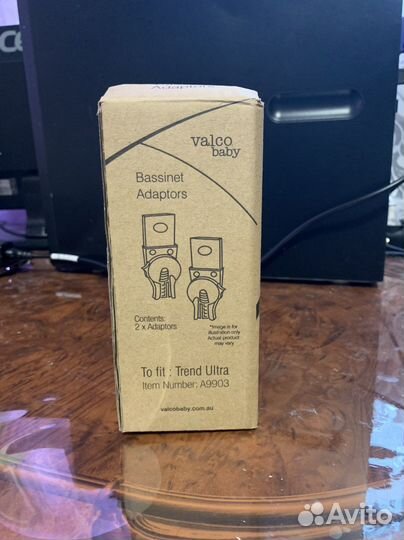 Adaptors
valco
baby
Bassinet
Adaptors
Contents:
2 x Adaptors
*Image is for
illustration only
Actual product
may vary
To fit : Trend Ultra
Item Number: A9903
valcobaby.com.au
Avito